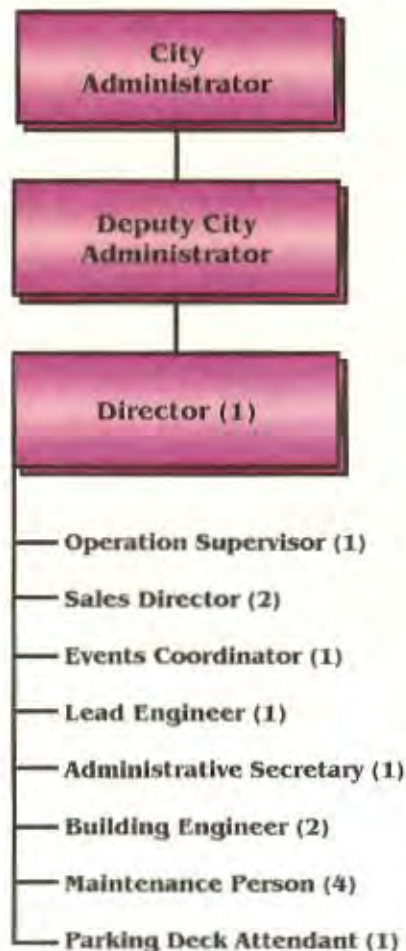 City
Administrator
Deputy City
Administrator
Director (1)
Operation Supervisor (1)
Sales Director (2)
Events Coordinator (1)
Lead Engineer (1)
Administrative Secretary (1)
Building Engineer (2)
Maintenance Person (4)
Parking Deck Attendant (1)